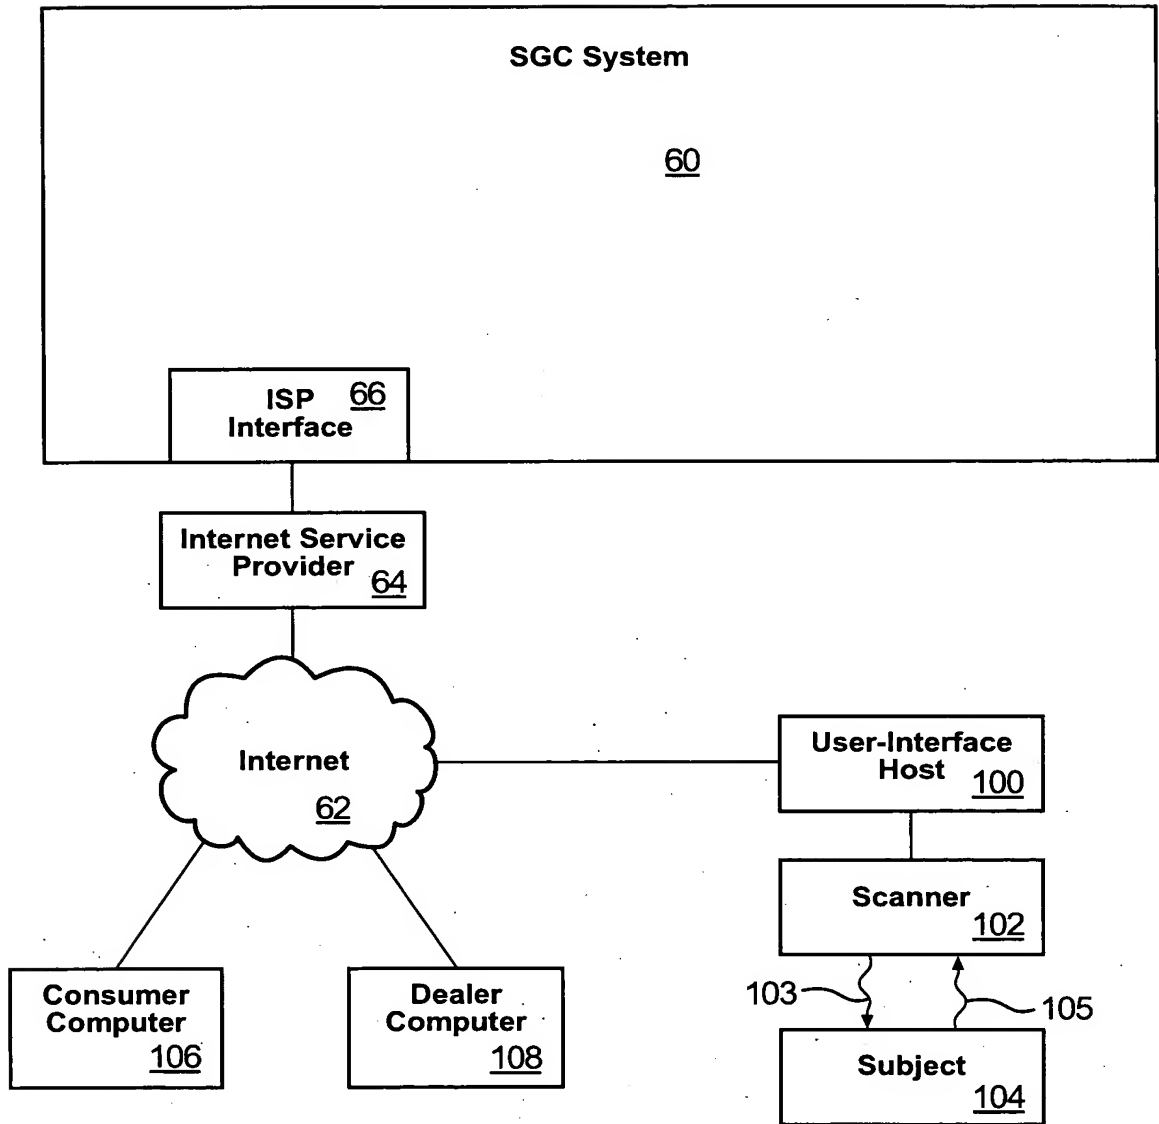 SGC System
60
ISP 66
Interface
Internet Service
Provider
64
Internet
62
User-Interface
Host
100
Scanner
102
103
105
Consumer
Computer
106
Dealer
Computer
108
Subject
104